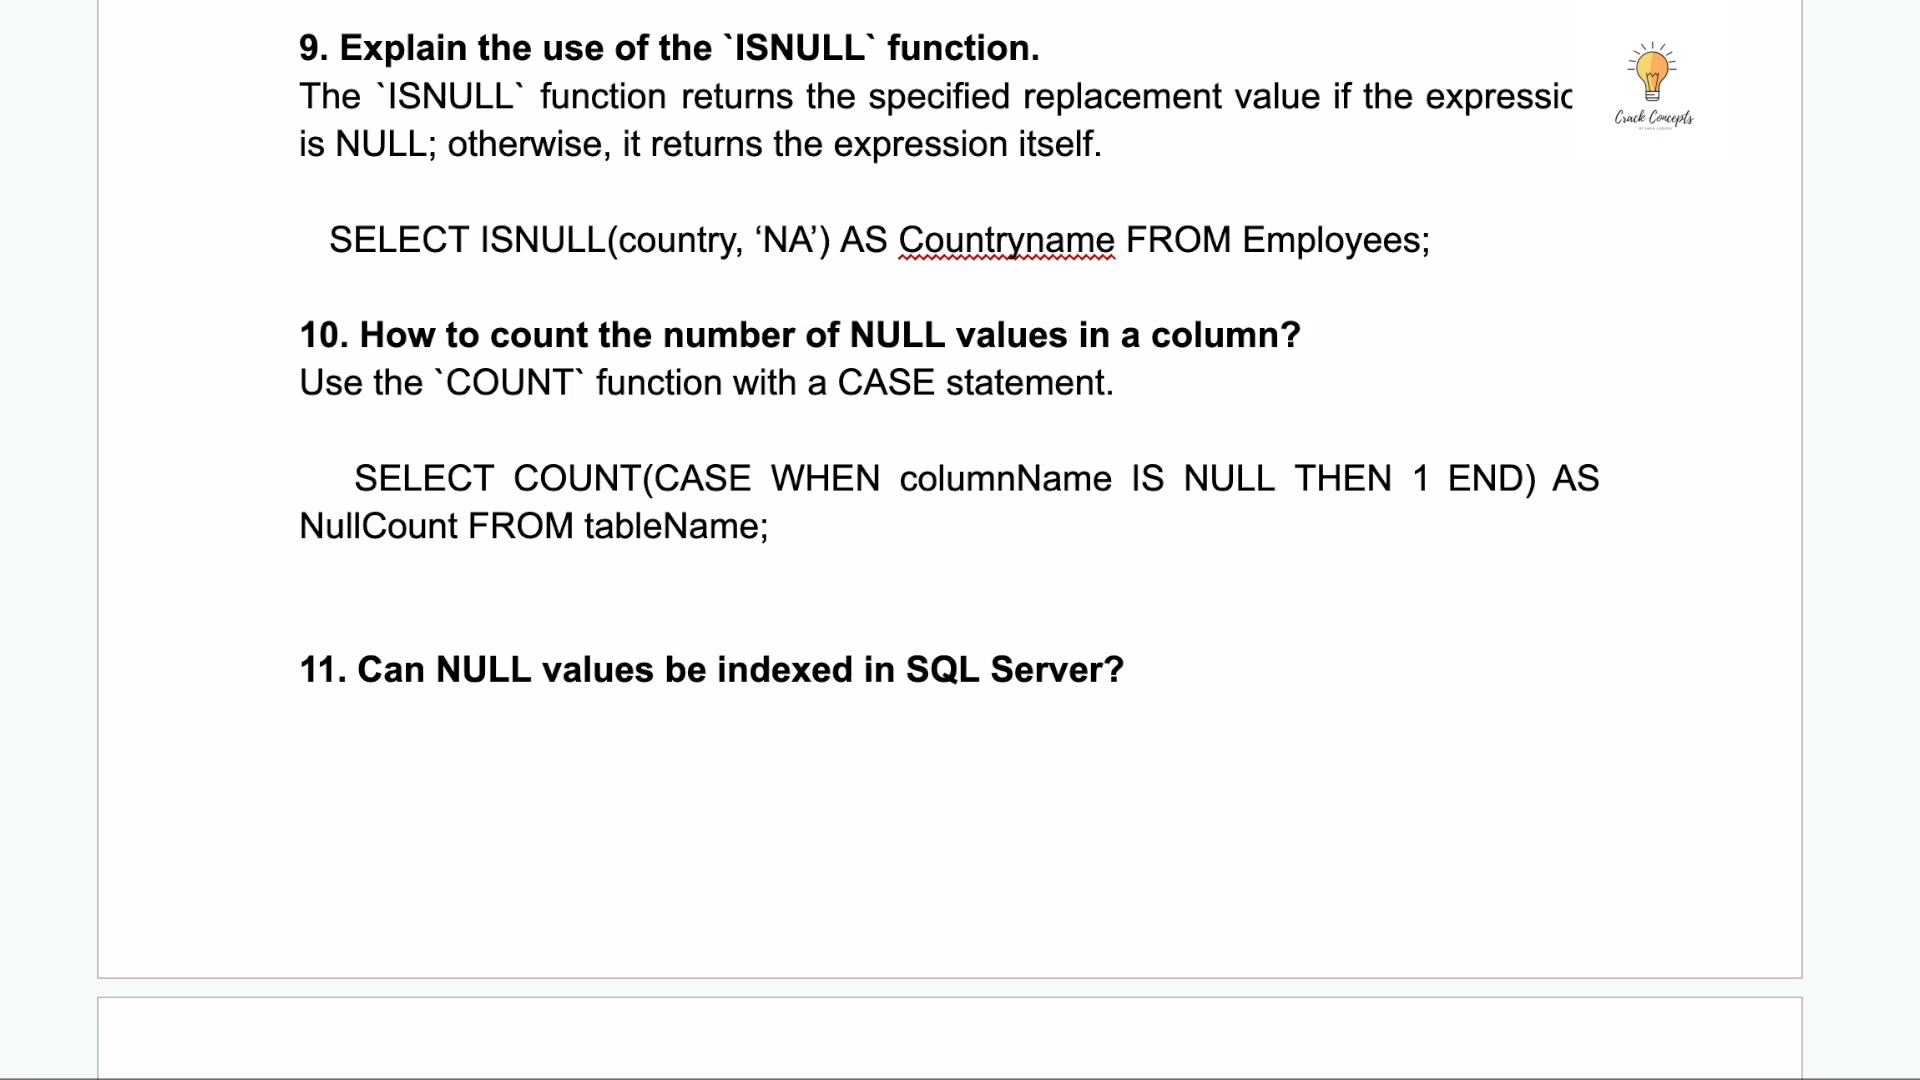 9. Explain the use of the `ISNULL` function.
The `ISNULL` function returns the specified replacement value if the expressic
is NULL; otherwise, it returns the expression itself.
SELECT ISNULL(country, ‘NA’) AS Countryname FROM Employees;
10. How to count the number of NULL values in a column?
Use the `COUNT` function with a CASE statement.
SELECT COUNT(CASE WHEN columnName IS NULL THEN 1 END) AS
NullCount FROM tableName;
11. Can NULL values be indexed in SQL Server?
Crack Concepts